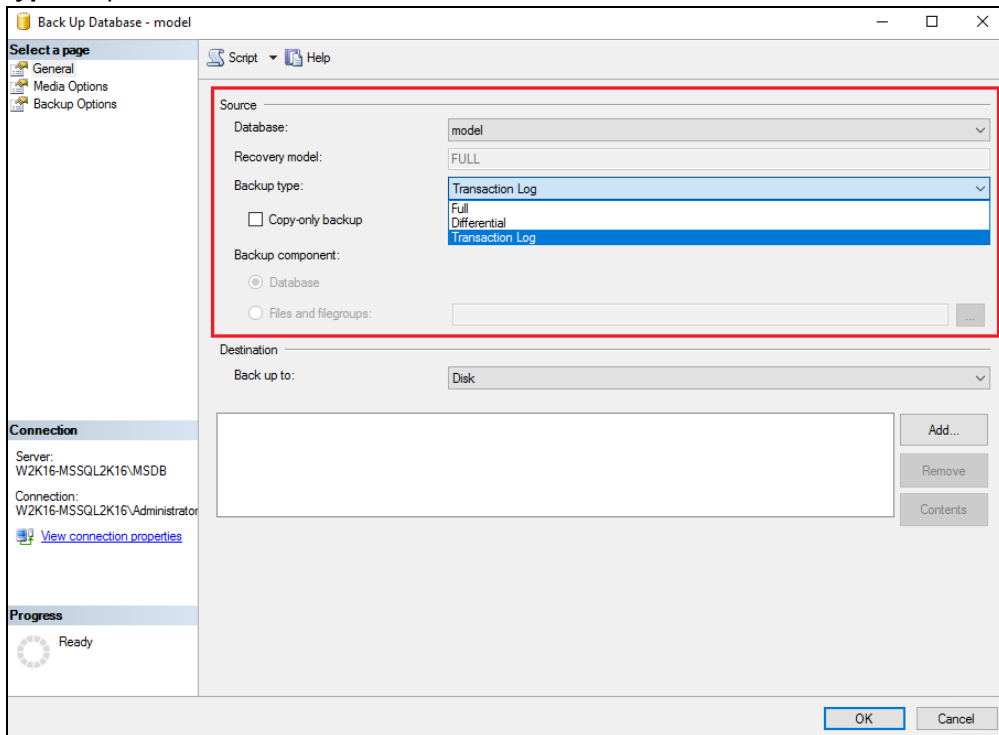 Back Up Database - model
Select a page
General
Media Options
Backup Options
Script
Help
Source
Database:
model
Recovery model:
FULL
Backup type:
Transaction Log
Full
Differential
Transaction Log
Copy-only backup
Backup component:
Database
Files and filegroups:
...
Destination
Back up to:
Disk
Add...
Remove
Contents
Connection
Server:
W2K16-MSSQL2K16\MSDB
Connection:
W2K16-MSSQL2K16\Administrator
View connection properties
Progress
Ready
OK
Cancel